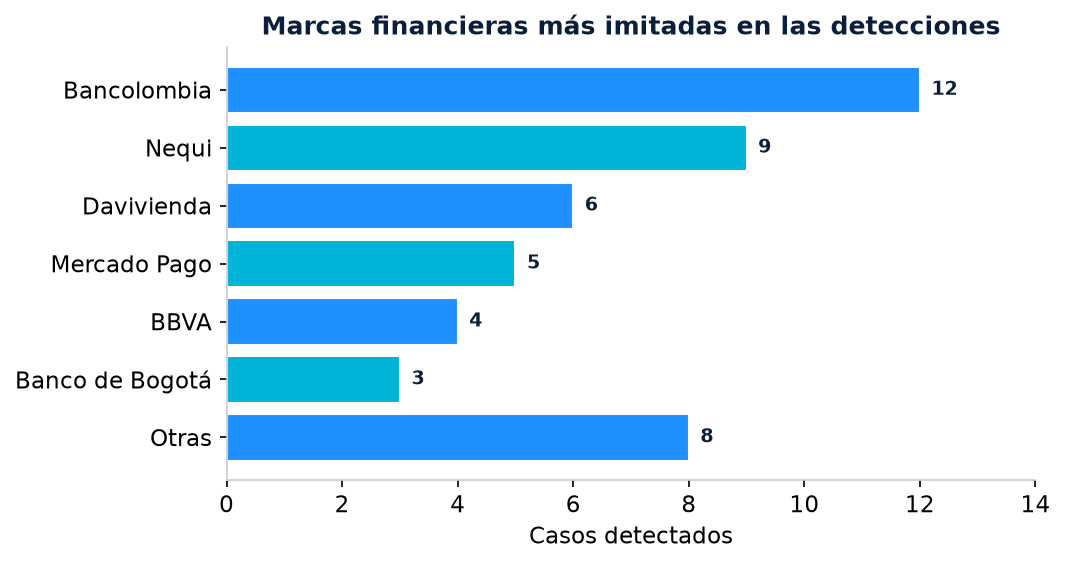 Marcas financieras más imitadas en las detecciones
Bancolombia 12
Nequi 9
Davivienda 6
Mercado Pago 5
BBVA 4
Banco de Bogotá 3
Otras 8
0 2 4 6 8 10 12 14
Casos detectados